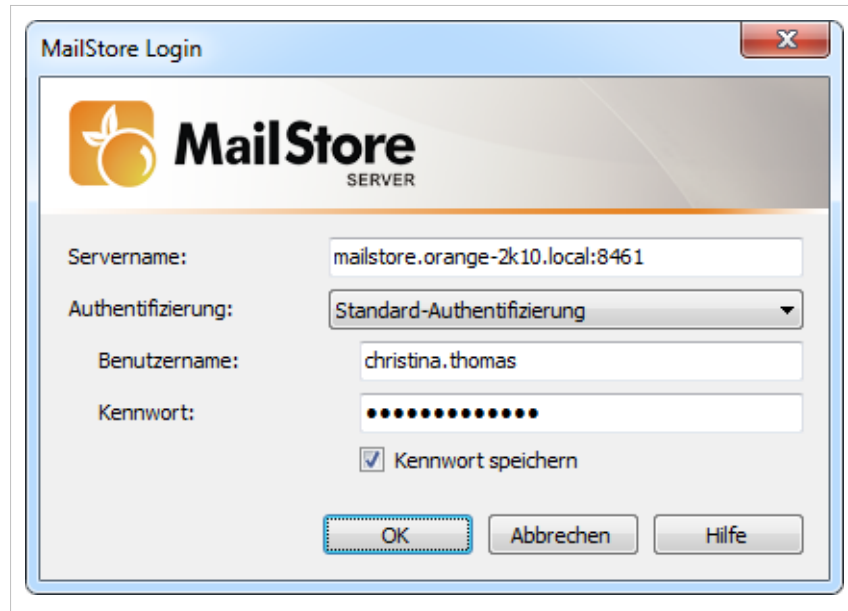 MailStore Login
MailStore
SERVER
Servername: mailstore.orange-2k10.local:8461
Authentifizierung: Standard-Authentifizierung
Benutzername: christina.thomas
Kennwort: •••••••••••••
Kennwort speichern
OK Abbrechen Hilfe